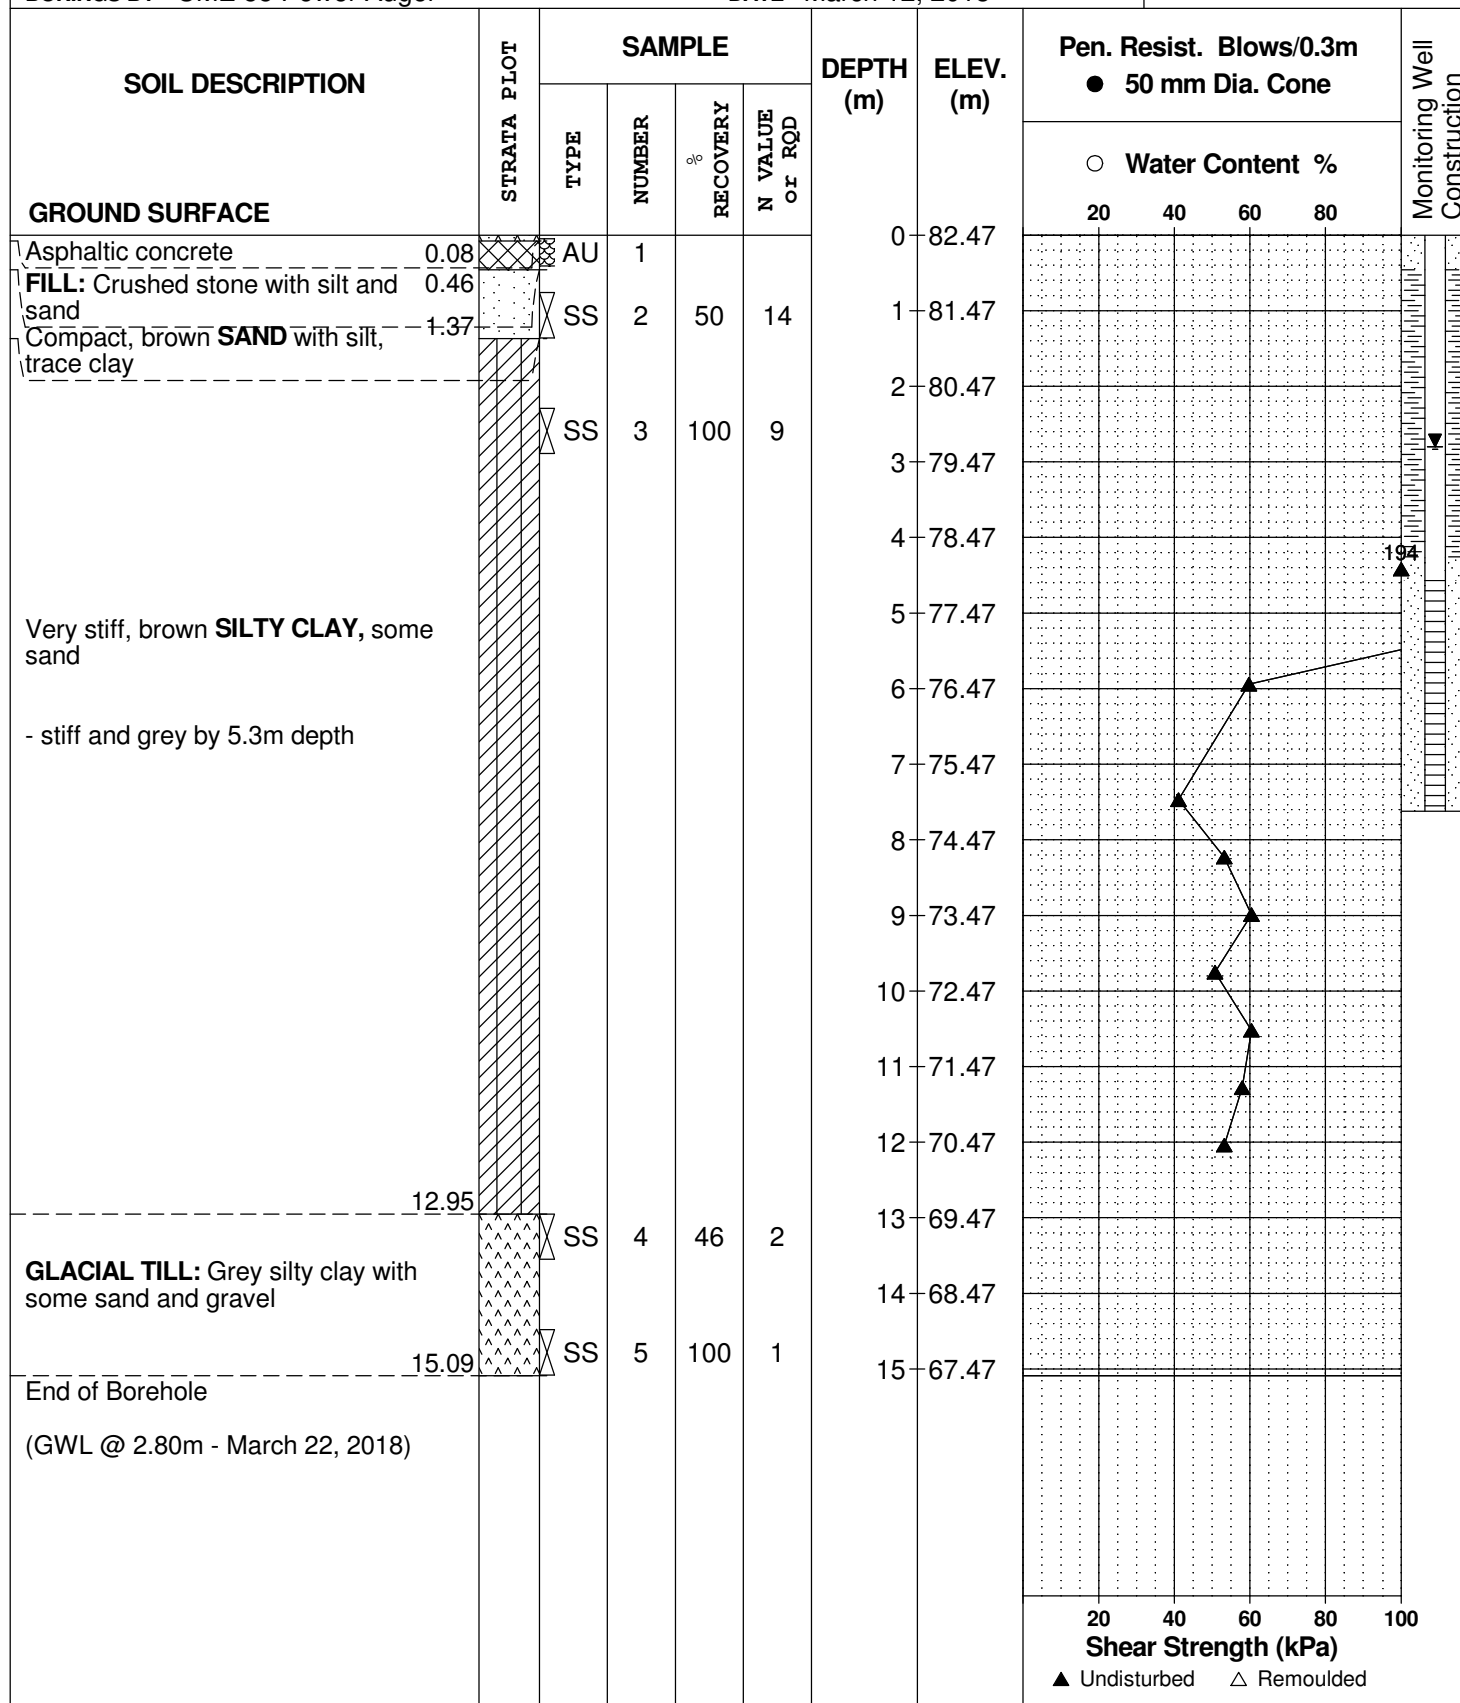 SOIL DESCRIPTION
GROUND SURFACE
STRATA PLOT
SAMPLE
TYPE
NUMBER
% RECOVERY
N VALUE
or RQD
DEPTH
(m)
ELEV.
(m)
Pen. Resist. Blows/0.3m
● 50 mm Dia. Cone
○ Water Content %
20 40 60 80
Monitoring Well
Construction
0 82.47
Asphaltic concrete 0.08
AU 1
FILL: Crushed stone with silt and 0.46
sand
SS 2 50 14
1 81.47
1.37
Compact, brown SAND with silt,
trace clay
2 80.47
SS 3 100 9
3 79.47
4 78.47
194
5 77.47
Very stiff, brown SILTY CLAY, some
sand
6 76.47
- stiff and grey by 5.3m depth
7 75.47
8 74.47
9 73.47
10 72.47
11 71.47
12 70.47
12.95
13 69.47
SS 4 46 2
GLACIAL TILL: Grey silty clay with
some sand and gravel
14 68.47
SS 5 100 1
15.09
15 67.47
End of Borehole
(GWL @ 2.80m - March 22, 2018)
20 40 60 80 100
Shear Strength (kPa)
▲ Undisturbed △ Remoulded